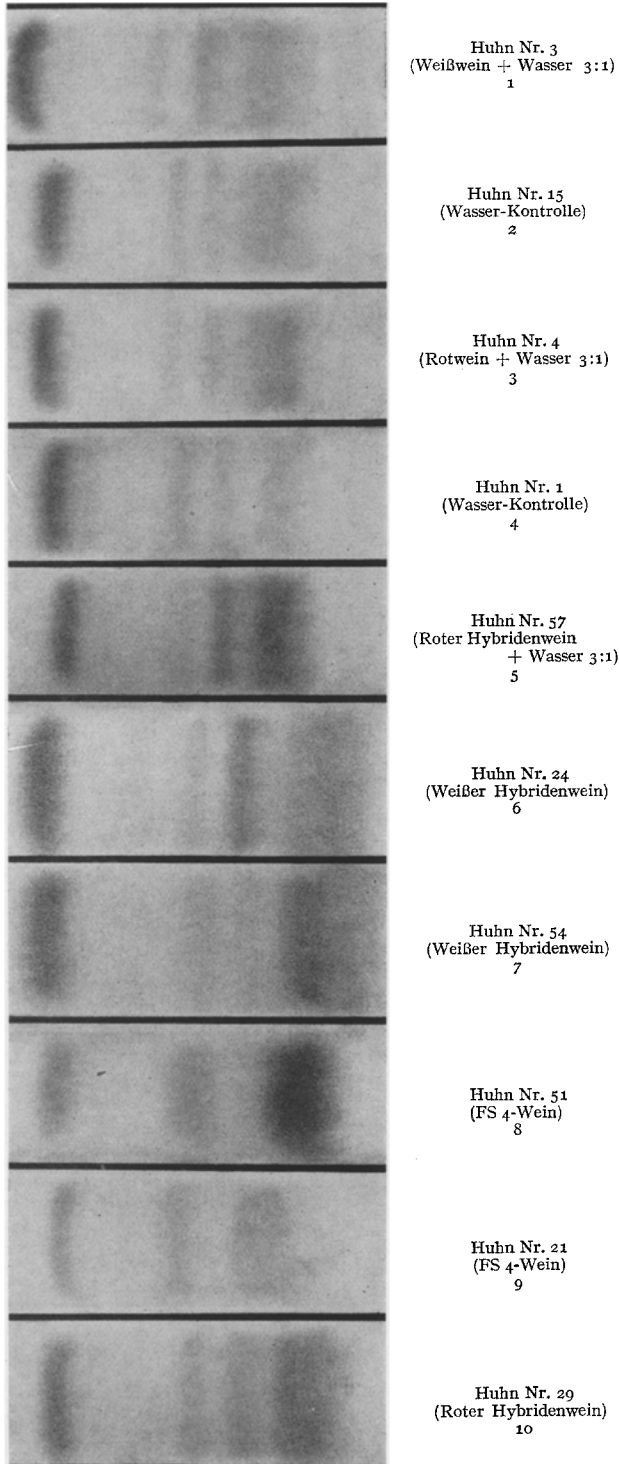 Huhn Nr. 3
(Weißwein + Wasser 3:1)
1
Huhn Nr. 15
(Wasser-Kontrolle)
2
Huhn Nr. 4
(Rotwein + Wasser 3:1)
3
Huhn Nr. 1
(Wasser-Kontrolle)
4
Huhn Nr. 57
(Roter Hybridenwein
+ Wasser 3:1)
5
Huhn Nr. 24
(Weißer Hybridenwein)
6
Huhn Nr. 54
(Weißer Hybridenwein)
7
Huhn Nr. 51
(FS 4-Wein)
8
Huhn Nr. 21
(FS 4-Wein)
9
Huhn Nr. 29
(Roter Hybridenwein)
10